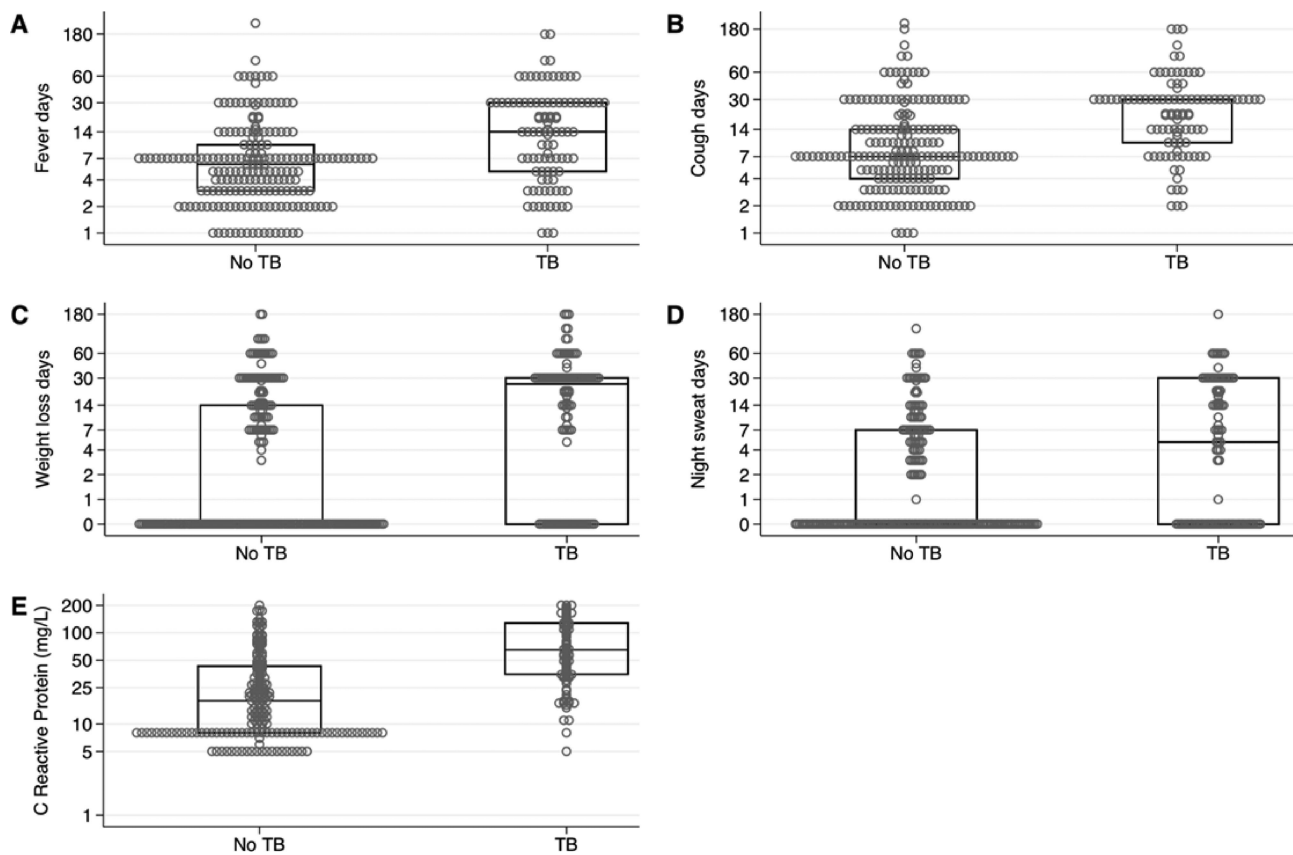 A
Fever days
180
60
30
14
7
4
2
1
No TB
TB
B
Cough days
180
60
30
14
7
4
2
1
No TB
TB
C
Weight loss days
180
60
30
14
7
4
2
1
0
No TB
TB
D
Night sweat days
180
60
30
14
7
4
2
1
0
No TB
TB
E
C Reactive Protein (mg/L)
200
100
50
25
10
5
1
No TB
TB